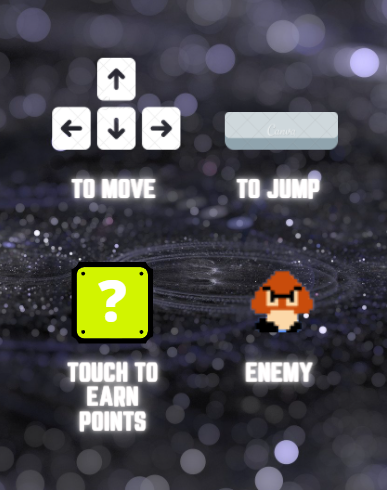 TO MOVE
TO JUMP
?
TOUCH TO
EARN
POINTS
ENEMY